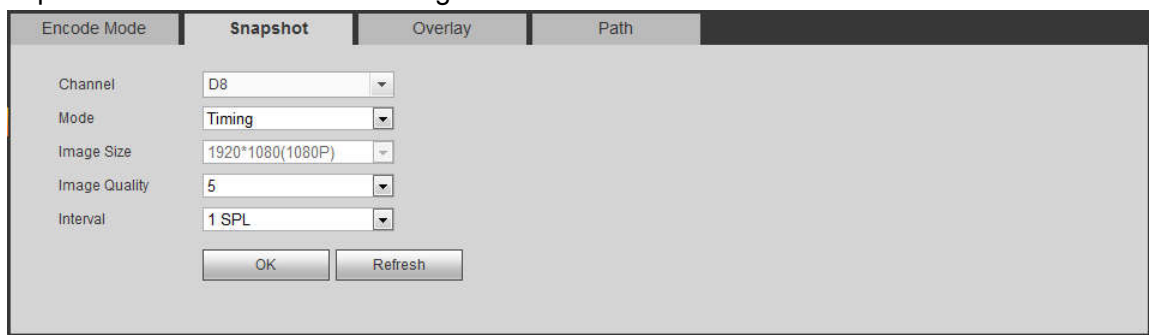 Encode Mode Snapshot Overlay Path
Channel D8
Mode Timing
Image Size 1920*1080(1080P)
Image Quality 5
Interval 1 SPL
OK Refresh